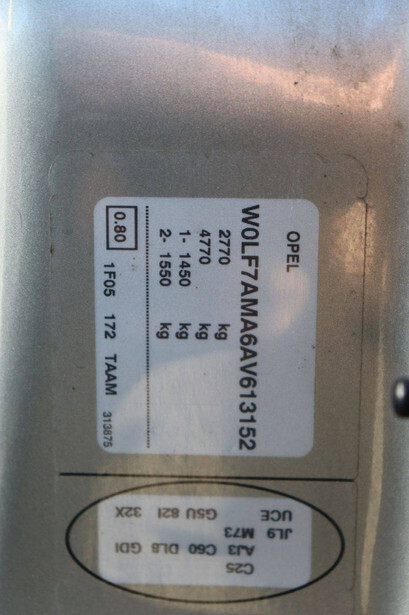 OPEL
W0LF7AMA6AV613152
2770 kg
4770 kg
1- 1450 kg
2- 1550 kg
0.80 1F05 172 TAAM 313875
C25
AJ3 C60 DL8 GDI
JL9 M73
UCE GSU 82I 32X